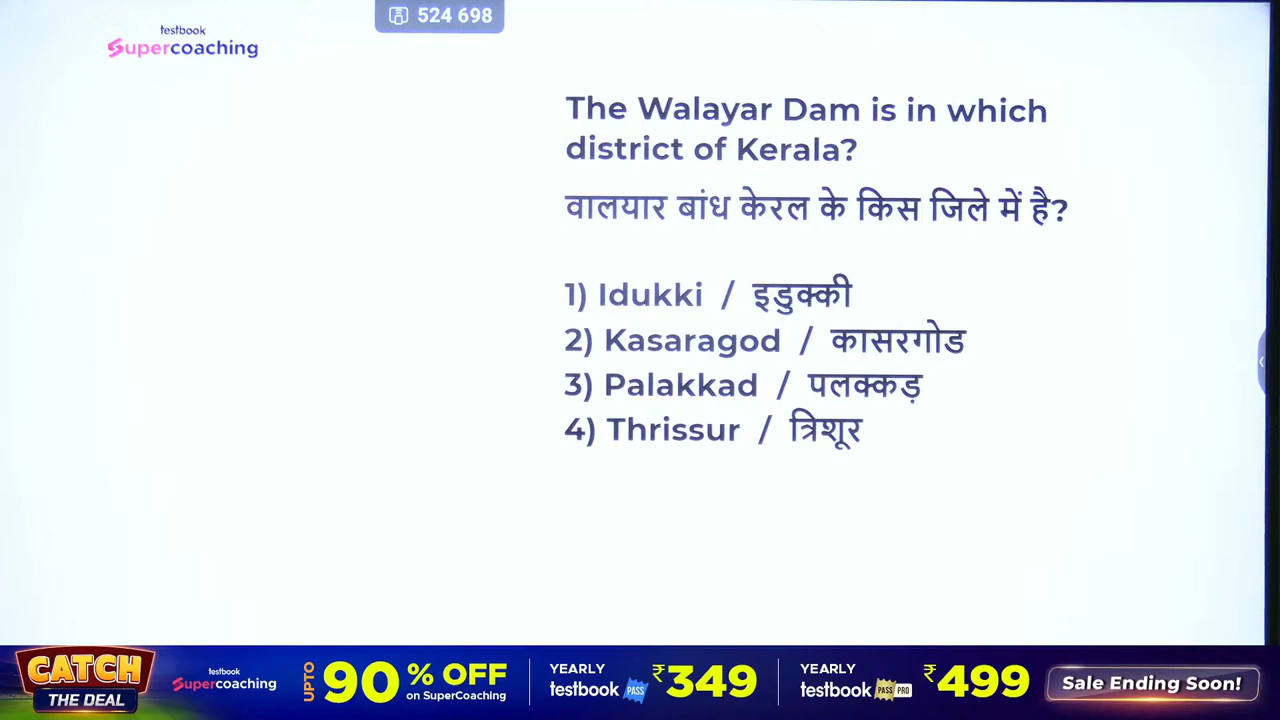 testbook
Supercoaching
524 698
The Walayar Dam is in which
district of Kerala?
वालयार बांध केरल के किस जिले में है?
1) Idukki / इडुक्की
2) Kasaragod / कासरगोड
3) Palakkad / पलक्कड़
4) Thrissur / त्रिशूर
CATCH
THE DEAL
testbook
Supercoaching
UPTO
90% OFF
on SuperCoaching
YEARLY
testbook PASS
₹349
YEARLY
testbook PASS PRO
₹499
Sale Ending Soon!